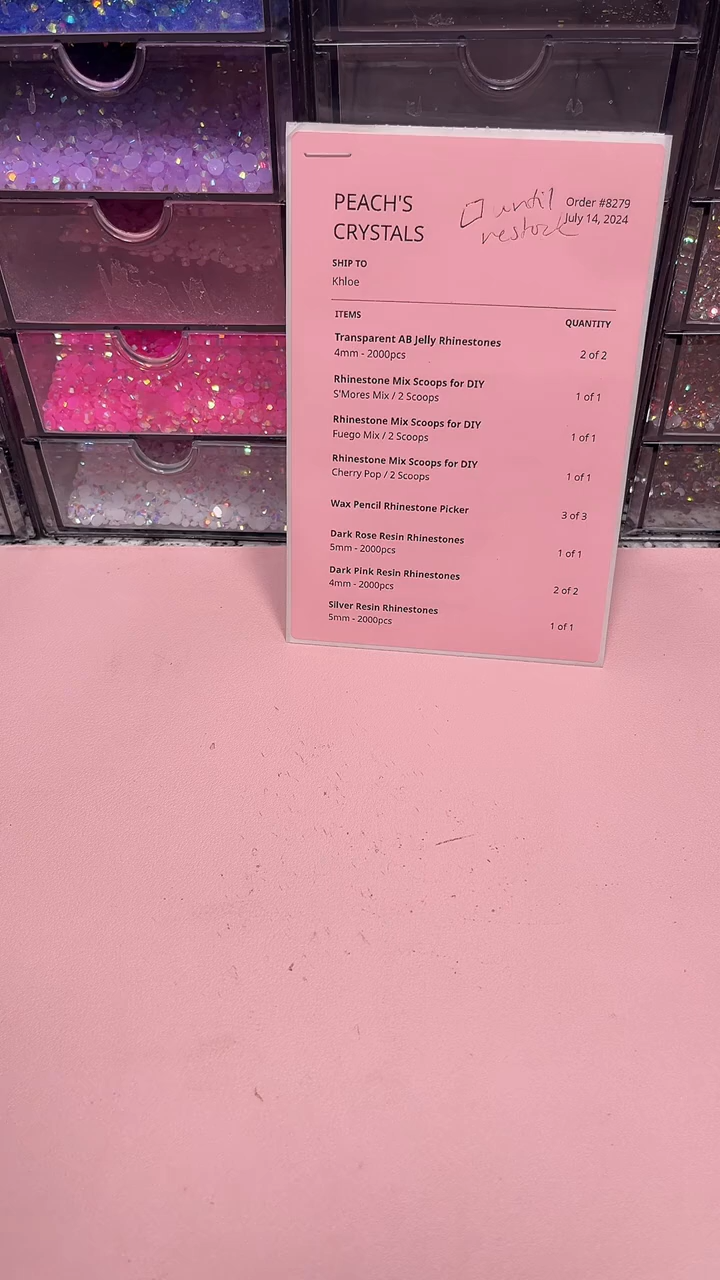 PEACH'S
CRYSTALS
until
restock
Order #8279
July 14, 2024
SHIP TO
Khloe
ITEMS QUANTITY
Transparent AB Jelly Rhinestones
4mm - 2000pcs 2 of 2
Rhinestone Mix Scoops for DIY
S'Mores Mix / 2 Scoops 1 of 1
Rhinestone Mix Scoops for DIY
Fuego Mix / 2 Scoops 1 of 1
Rhinestone Mix Scoops for DIY
Cherry Pop / 2 Scoops 1 of 1
Wax Pencil Rhinestone Picker 3 of 3
Dark Rose Resin Rhinestones
5mm - 2000pcs 1 of 1
Dark Pink Resin Rhinestones
4mm - 2000pcs 2 of 2
Silver Resin Rhinestones
5mm - 2000pcs 1 of 1